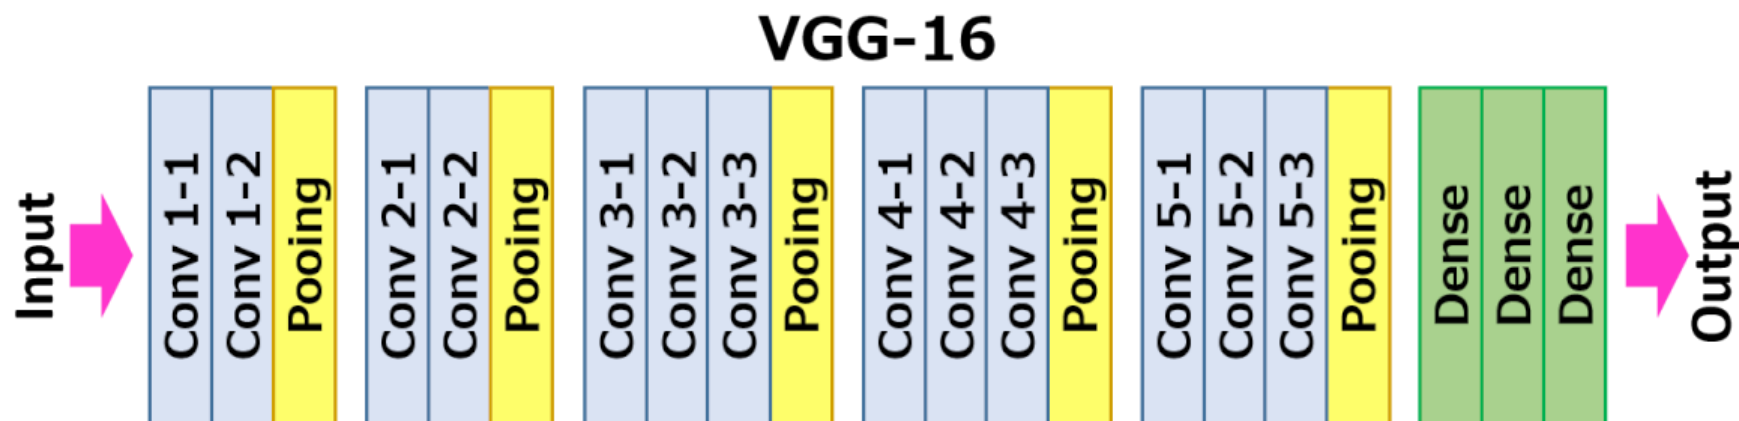 VGG-16
Input
Conv 1-1
Conv 1-2
Pooing
Conv 2-1
Conv 2-2
Pooing
Conv 3-1
Conv 3-2
Conv 3-3
Pooing
Conv 4-1
Conv 4-2
Conv 4-3
Pooing
Conv 5-1
Conv 5-2
Conv 5-3
Pooing
Dense
Dense
Dense
Output